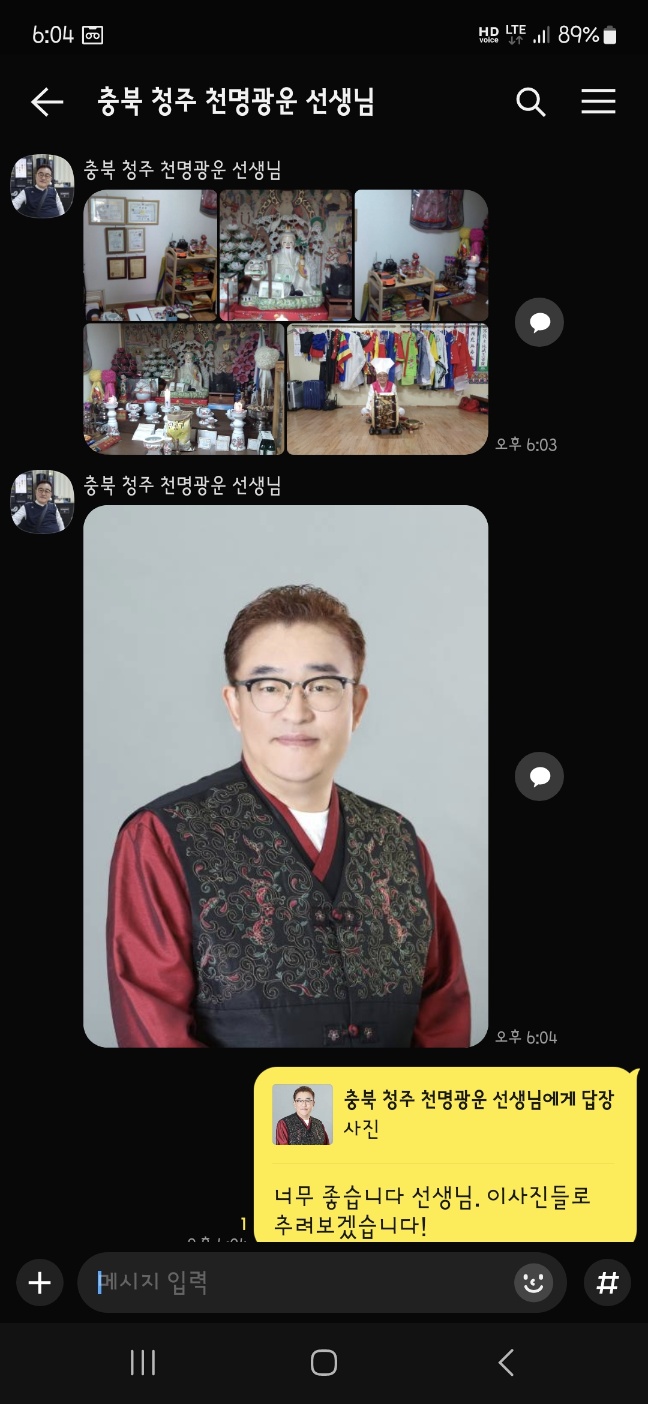 6:04
HD voice
LTE
89%
충북 청주 천명광운 선생님
충북 청주 천명광운 선생님
오후 6:03
충북 청주 천명광운 선생님
오후 6:04
충북 청주 천명광운 선생님에게 답장
사진
너무 좋습니다 선생님. 이사진들로
추려보겠습니다!
1
메시지 입력
#